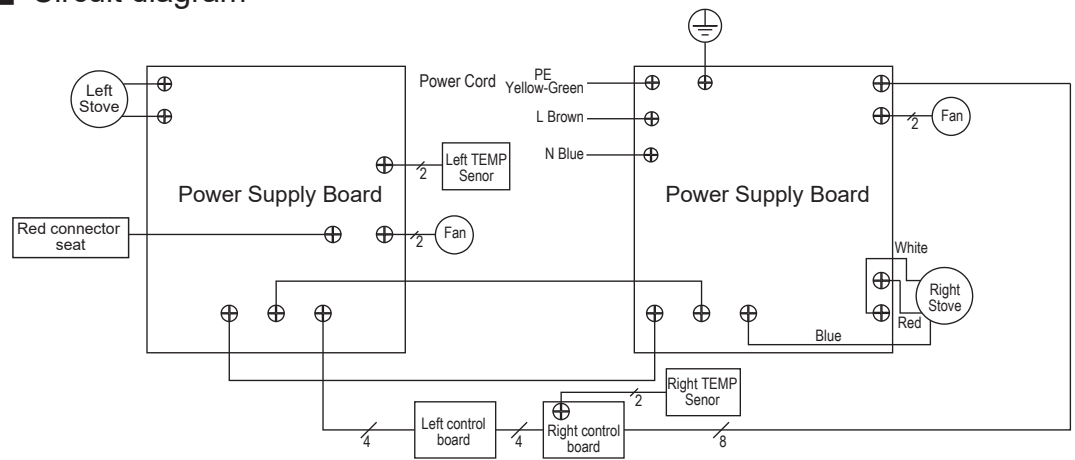 Circuit diagram
Left
Stove
Power Supply Board
Left TEMP
Senor
2
Red connector
seat
2
Fan
Power Cord
PE
Yellow-Green
L Brown
N Blue
Power Supply Board
2
Fan
White
Right
Stove
Red
Blue
Right TEMP
Senor
2
4
Left control
board
4
Right control
board
8